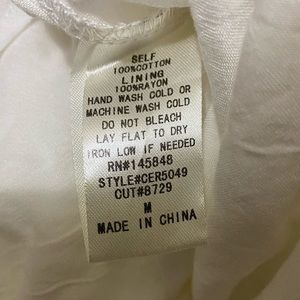 SELF
100%COTTON
LINING
100%RAYON
HAND WASH COLD OR
MACHINE WASH COLD
DO NOT BLEACH
LAY FLAT TO DRY
IRON LOW IF NEEDED
RN#145848
STYLE#CER5049
CUT#8729
M
MADE IN CHINA